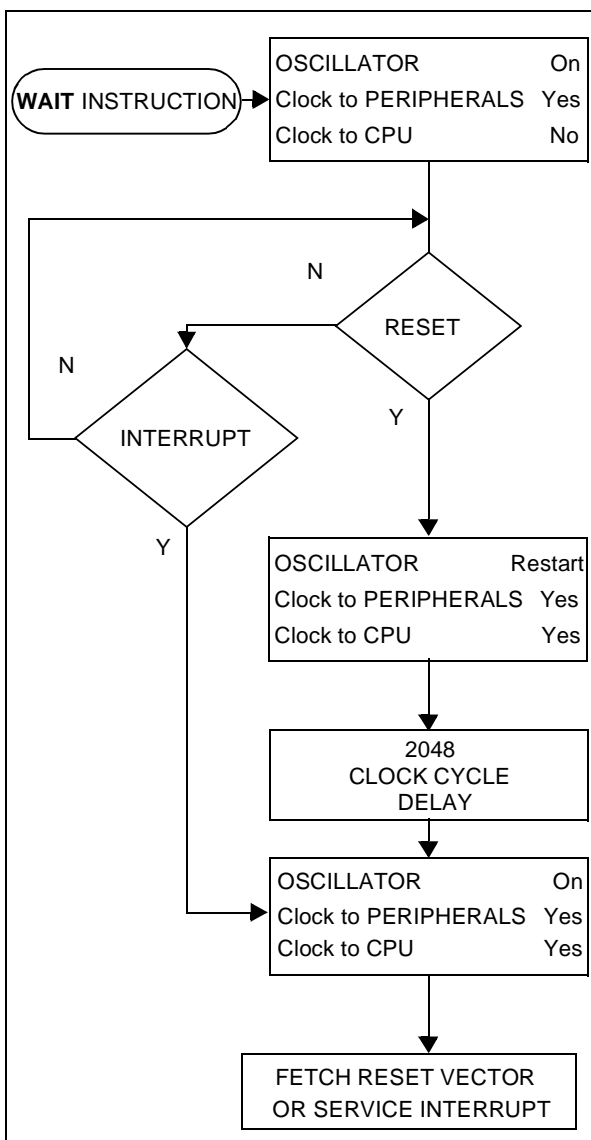 WAIT INSTRUCTION
OSCILLATOR On
Clock to PERIPHERALS Yes
Clock to CPU No
N
RESET
N
INTERRUPT
Y
Y
OSCILLATOR Restart
Clock to PERIPHERALS Yes
Clock to CPU Yes
2048
CLOCK CYCLE
DELAY
OSCILLATOR On
Clock to PERIPHERALS Yes
Clock to CPU Yes
FETCH RESET VECTOR
OR SERVICE INTERRUPT